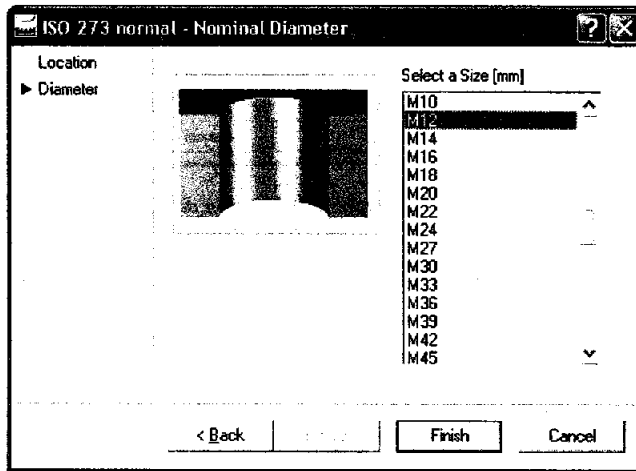 ISO 273 normal - Nominal Diameter
Location
Diameter
Select a Size [mm]
M10
M12
M14
M16
M18
M20
M22
M24
M27
M30
M33
M36
M39
M42
M45
< Back
Finish
Cancel